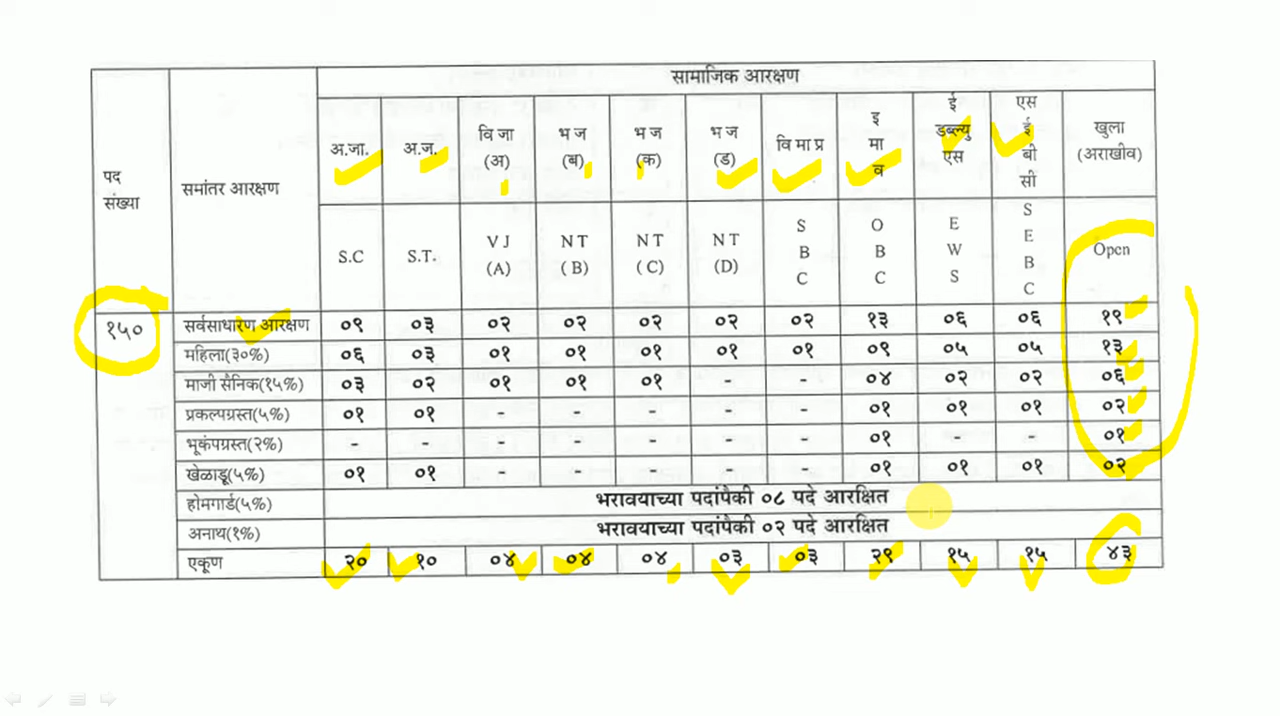 सामाजिक आरक्षण
पद संख्या समांतर आरक्षण अ.जा. अ.ज. वि जा (अ) भ ज (ब) भ ज (क) भ ज (ड) वि मा प्र इ मा व ई डब्ल्यु एस एस ई बी सी खुला (अराखीव)
S.C S.T. V J (A) N T ( B) N T ( C) N T (D) S B C O B C E W S S E B C Open
१५० सर्वसाधारण आरक्षण ०९ ०३ ०२ ०२ ०२ ०२ ०२ १३ ०६ ०६ १९
महिला(३०%) ०६ ०३ ०१ ०१ ०१ ०१ ०१ ०९ ०५ ०५ १३
माजी सैनिक(१५%) ०३ ०२ ०१ ०१ ०१ - - ०४ ०२ ०२ ०६
प्रकल्पग्रस्त(५%) ०१ ०१ - - - - - ०१ ०१ ०१ ०२
भूकंपग्रस्त(२%) - - - - - - - ०१ - - ०१
खेळाडू(५%) ०१ ०१ - - - - - ०१ ०१ ०१ ०२
होमगार्ड(५%) भरावयाच्या पदांपैकी ०८ पदे आरक्षित
अनाथ(१%) भरावयाच्या पदांपैकी ०२ पदे आरक्षित
एकूण २० १० ०४ ०४ ०४ ०३ ०३ २९ १५ १५ ४३